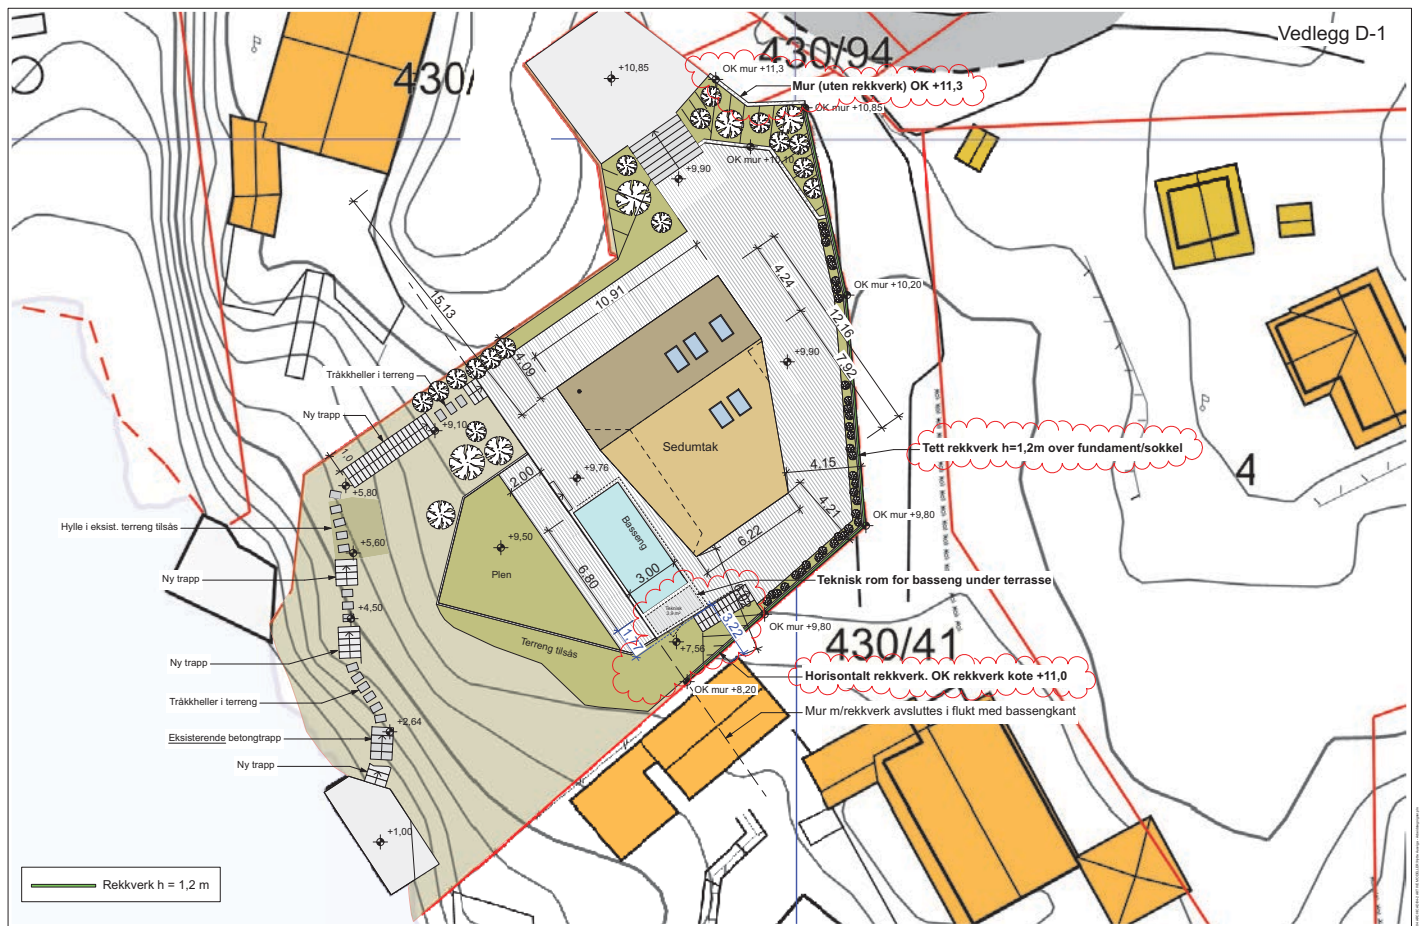 Vedlegg D-1
430/94
430/
+10,85
OK mur +11,3
Mur (uten rekkverk) OK +11,3
OK mur +10,85
OK mur +10,10
+9,90
15,13
10,91
4,24
12,16
7,92
OK mur +10,20
+9,90
4,09
Tråkkheller i terreng
Ny trapp
+9,10
1,0
Sedumtak
Tett rekkverk h=1,2m over fundament/sokkel
4
4,15
+9,76
2,00
+5,80
4,21
OK mur +9,80
Hylle i eksist. terreng tilsås
+5,60
+9,50
Basseng
6,22
Plen
6,80
3,00
Ny trapp
Teknisk rom for basseng under terrasse
+4,50
Teknisk
3,22
OK mur +9,80
430/41
1,77
+7,56
Terreng tilsås
Ny trapp
Horisontalt rekkverk. OK rekkverk kote +11,0
OK mur +8,20
Tråkkheller i terreng
Mur m/rekkverk avsluttes i flukt med bassengkant
+2,64
Eksisterende betongtrapp
Ny trapp
+1,00
Rekkverk h = 1,2 m